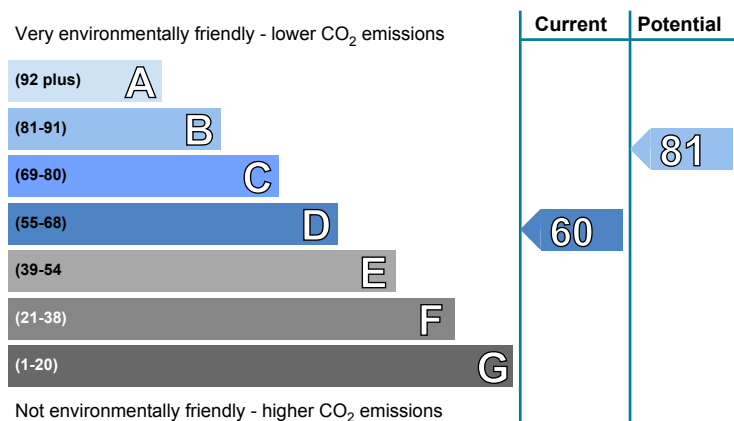 Very environmentally friendly - lower CO2 emissions
Current
Potential
(92 plus) A
(81-91) B
81
(69-80) C
(55-68) D
60
(39-54 E
(21-38) F
(1-20) G
Not environmentally friendly - higher CO2 emissions